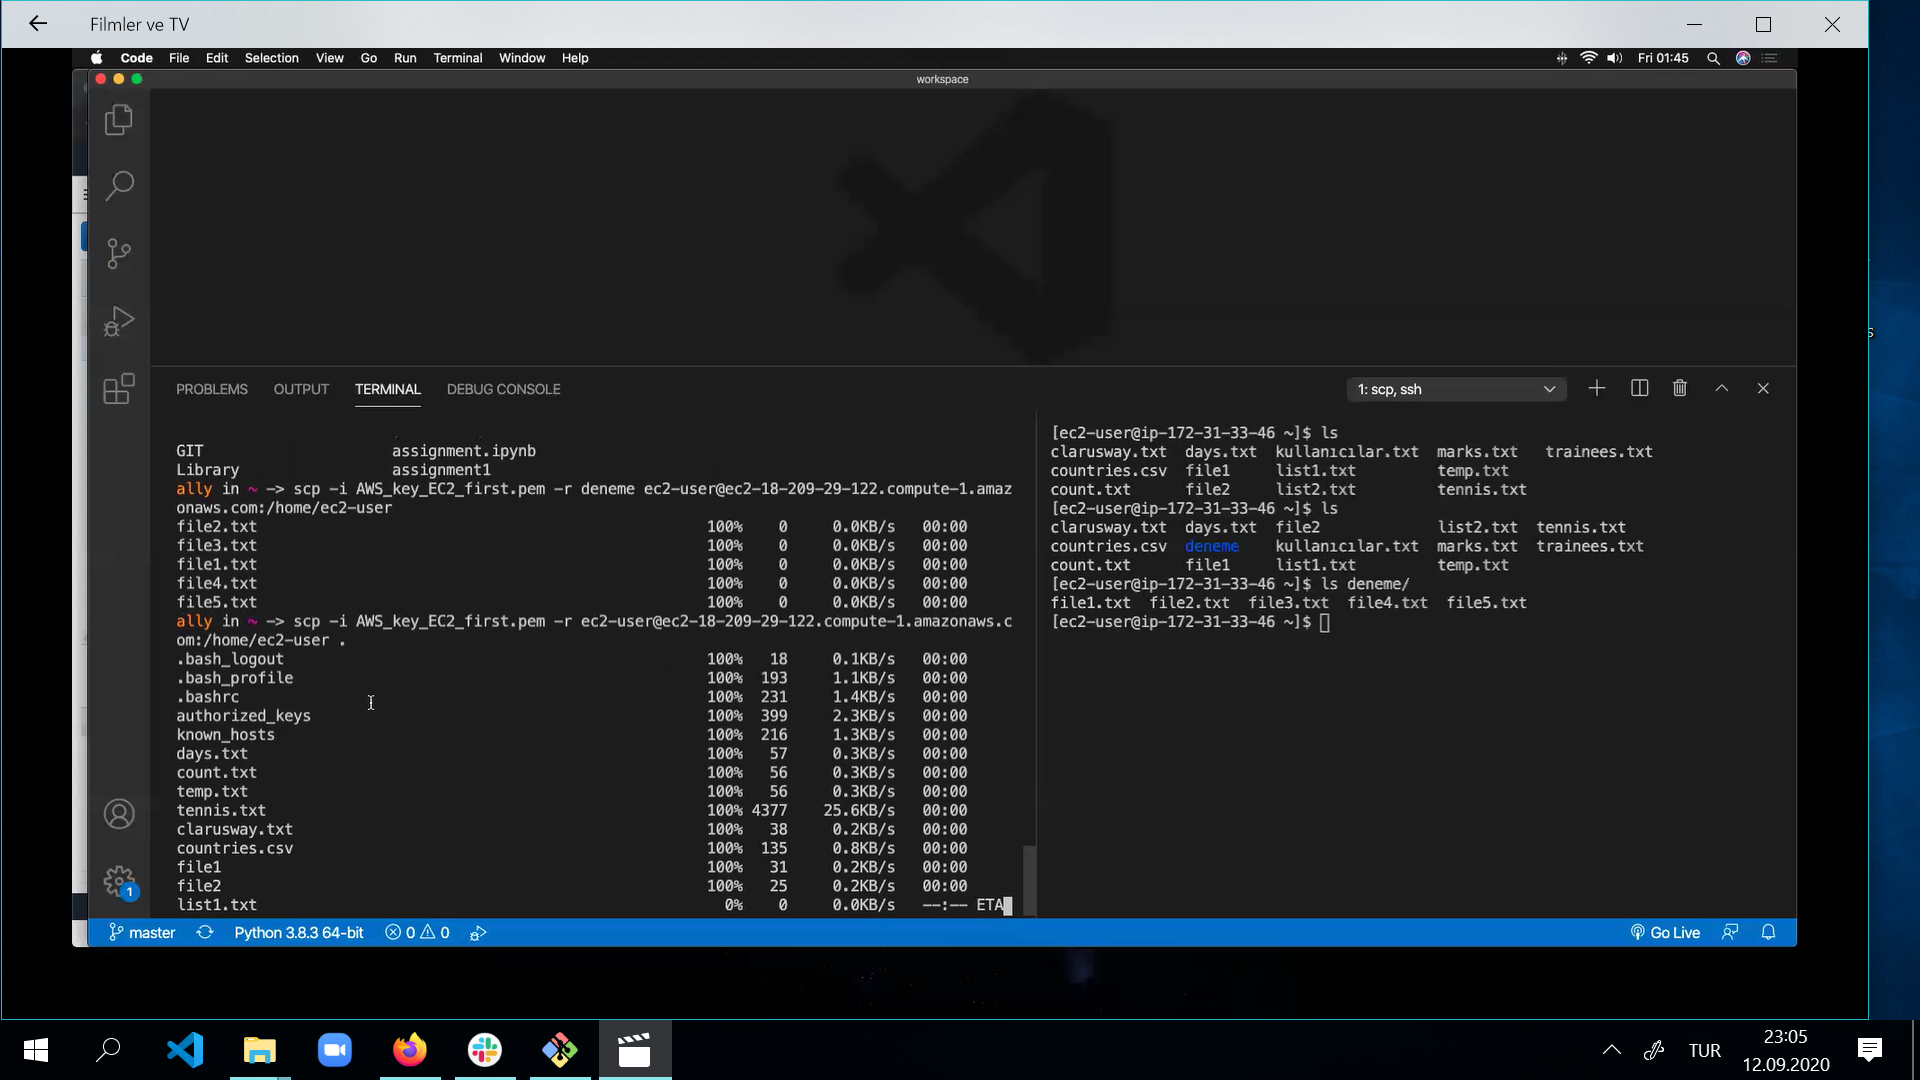 Filmler ve TV
Code File Edit Selection View Go Run Terminal Window Help
Fri 01:45
workspace
PROBLEMS OUTPUT TERMINAL DEBUG CONSOLE
1: scp, ssh
GIT assignment.ipynb
Library assignment1
ally in ~ -> scp -i AWS_key_EC2_first.pem -r deneme ec2-user@ec2-18-209-29-122.compute-1.amaz
onaws.com:/home/ec2-user
file2.txt 100% 0 0.0KB/s 00:00
file3.txt 100% 0 0.0KB/s 00:00
file1.txt 100% 0 0.0KB/s 00:00
file4.txt 100% 0 0.0KB/s 00:00
file5.txt 100% 0 0.0KB/s 00:00
ally in ~ -> scp -i AWS_key_EC2_first.pem -r ec2-user@ec2-18-209-29-122.compute-1.amazonaws.c
om:/home/ec2-user .
.bash_logout 100% 18 0.1KB/s 00:00
.bash_profile 100% 193 1.1KB/s 00:00
.bashrc 100% 231 1.4KB/s 00:00
authorized_keys 100% 399 2.3KB/s 00:00
known_hosts 100% 216 1.3KB/s 00:00
days.txt 100% 57 0.3KB/s 00:00
count.txt 100% 56 0.3KB/s 00:00
temp.txt 100% 56 0.3KB/s 00:00
tennis.txt 100% 4377 25.6KB/s 00:00
clarusway.txt 100% 38 0.2KB/s 00:00
countries.csv 100% 135 0.8KB/s 00:00
file1 100% 31 0.2KB/s 00:00
file2 100% 25 0.2KB/s 00:00
list1.txt 0% 0 0.0KB/s --:-- ETA
[ec2-user@ip-172-31-33-46 ~]$ ls
clarusway.txt days.txt kullanıcılar.txt marks.txt trainees.txt
countries.csv file1 list1.txt temp.txt
count.txt file2 list2.txt tennis.txt
[ec2-user@ip-172-31-33-46 ~]$ ls
clarusway.txt days.txt file2 list2.txt tennis.txt
countries.csv deneme kullanıcılar.txt marks.txt trainees.txt
count.txt file1 list1.txt temp.txt
[ec2-user@ip-172-31-33-46 ~]$ ls deneme/
file1.txt file2.txt file3.txt file4.txt file5.txt
[ec2-user@ip-172-31-33-46 ~]$
1
master Python 3.8.3 64-bit 0 0 Go Live
s
TUR
23:05
12.09.2020